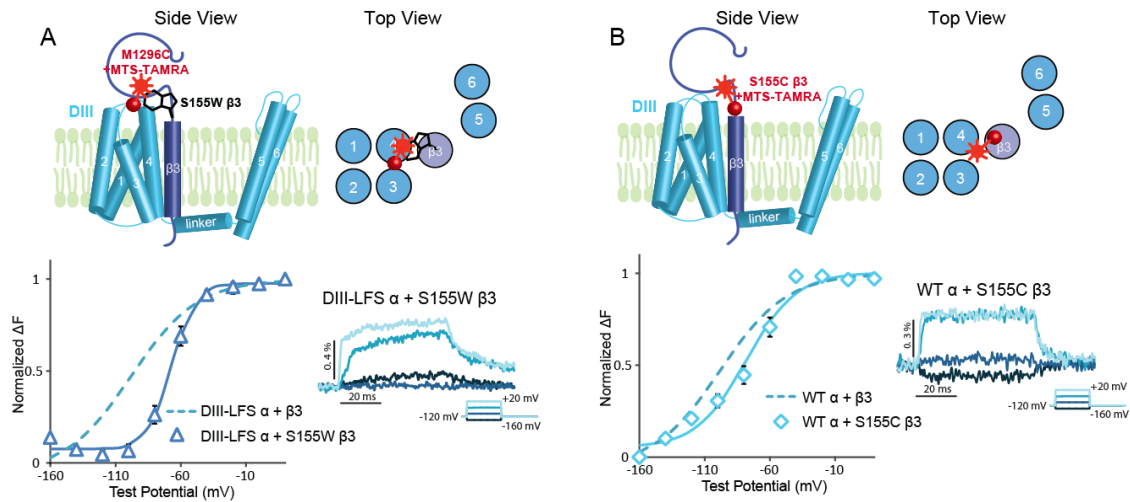 A
Side View
Top View
M1296C
+MTS-TAMRA
S155W β3
DIII
2
1
3
4
β3
5
6
linker
6
5
1
β3
2
3
Normalized ΔF
1
0.5
0
-160
-110
-60
-10
Test Potential (mV)
DIII-LFS α + β3
DIII-LFS α + S155W β3
DIII-LFS α + S155W β3
0.4 %
20 ms
+20 mV
-120 mV
-160 mV
B
Side View
Top View
S155C β3
+MTS-TAMRA
DIII
2
1
3
4
β3
5
6
linker
6
5
1
4
β3
2
3
Normalized ΔF
1
0.5
0
-160
-110
-60
-10
Test Potential (mV)
WT α + β3
WT α + S155C β3
WT α + S155C β3
0.3 %
20 ms
+20 mV
-120 mV
-160 mV